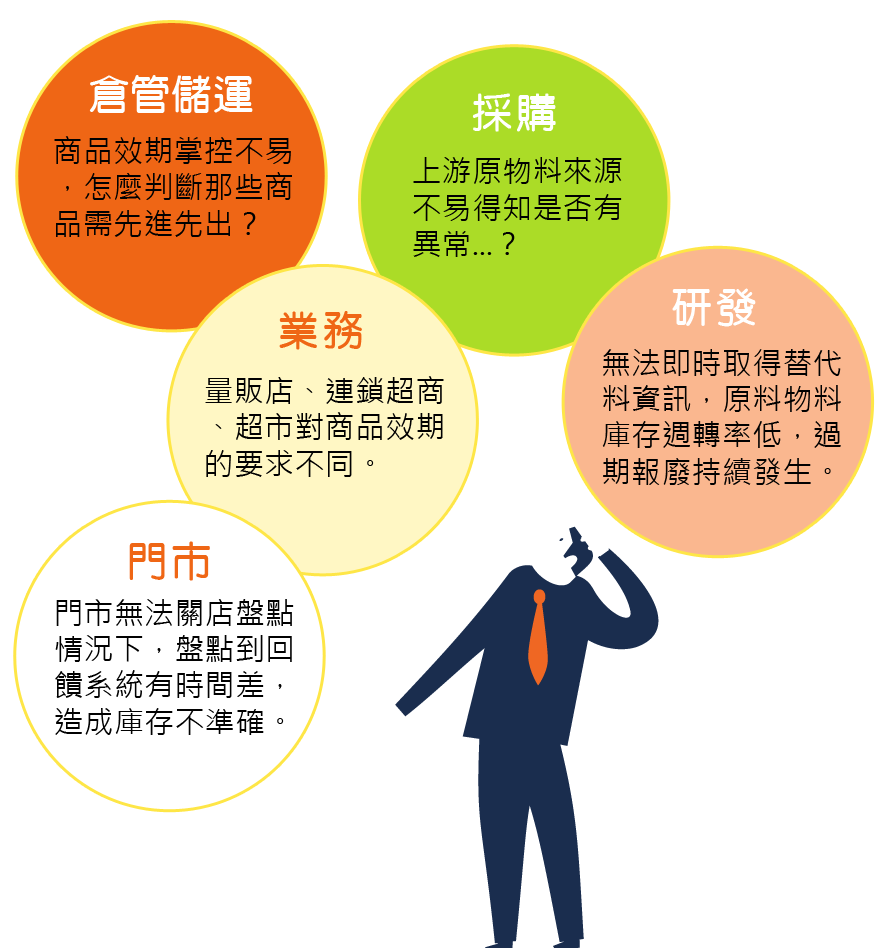 倉管儲運
商品效期掌控不易
，怎麼判斷那些商
品需先進先出？
採購
上游原物料來源
不易得知是否有
異常...？
業務
量販店、連鎖超商
、超市對商品效期
的要求不同。
研發
無法即時取得替代
料資訊，原料物料
庫存週轉率低，過
期報廢持續發生。
門市
門市無法關店盤點
情況下，盤點到回
饋系統有時間差，
造成庫存不準確。